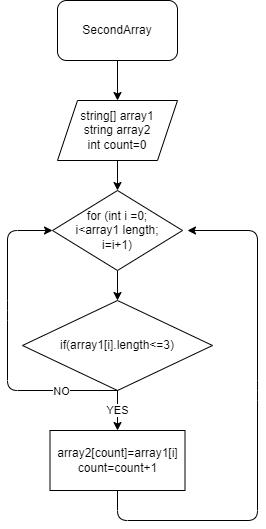 SecondArray
string[] array1
string array2
int count=0
for (int i =0;
i<array1 length;
i=i+1)
if(array1[i].length<=3)
NO
YES
array2[count]=array1[i]
count=count+1